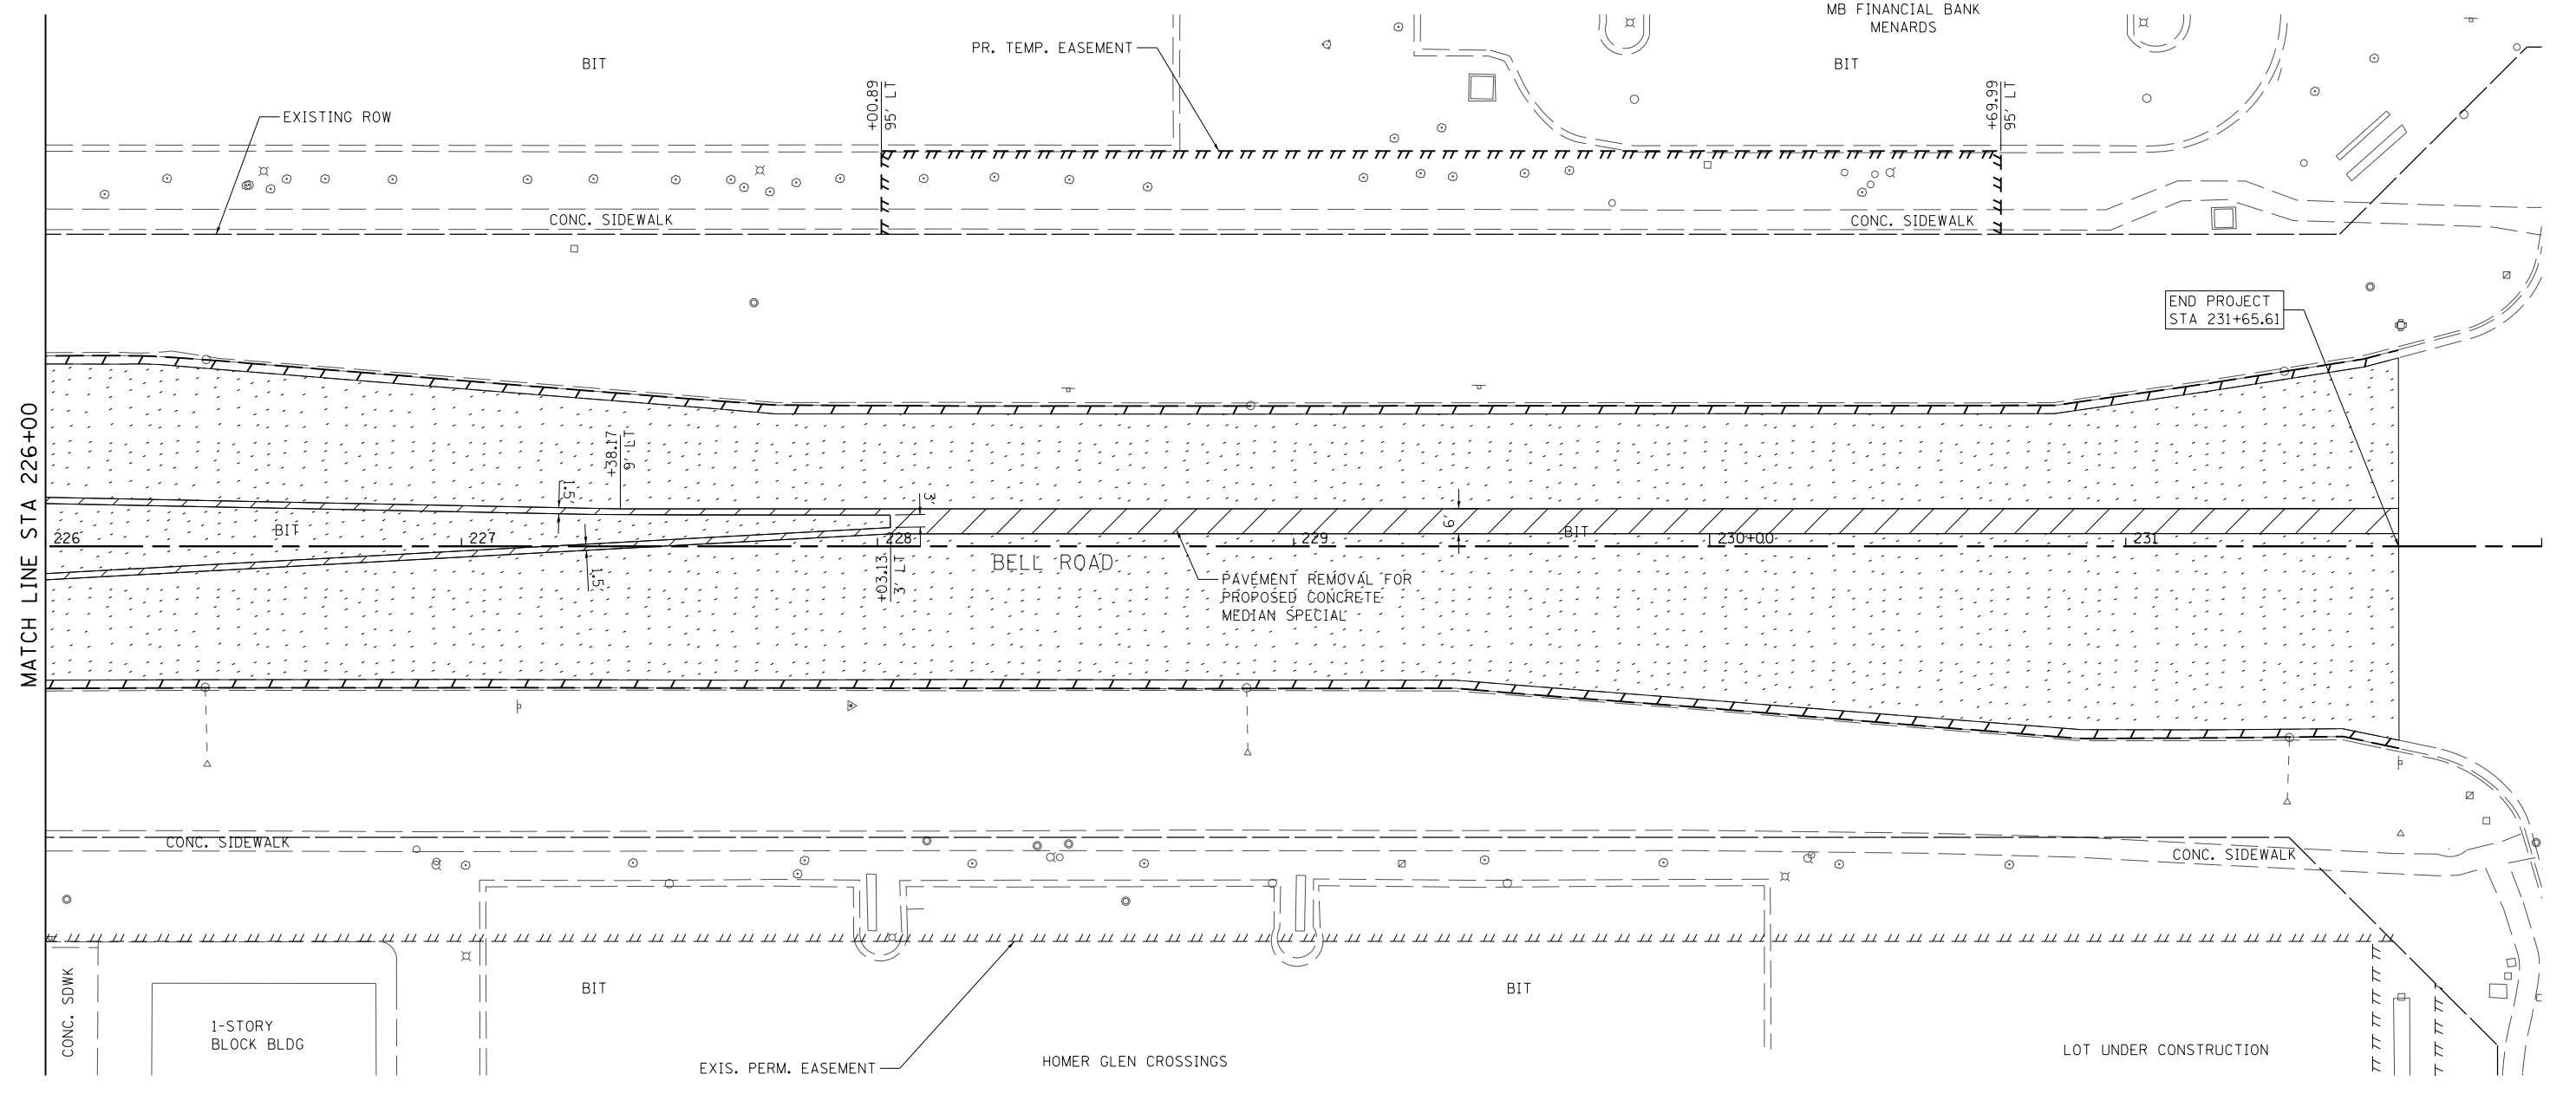 MB FINANCIAL BANK
MENARDS
PR. TEMP. EASEMENT
BIT
BIT
+00.89
95' LT
+69.99
95' LT
EXISTING ROW
CONC. SIDEWALK
CONC. SIDEWALK
END PROJECT
STA 231+65.61
MATCH LINE STA 226+00
+38.17
9' LT
1.5'
3'
6'
226
BIT
227
228
229
BIT
230+00
231
BELL ROAD
1.5'
+03.13
3' LT
PAVEMENT REMOVAL FOR
PROPOSED CONCRETE
MEDIAN SPECIAL
CONC. SIDEWALK
CONC. SIDEWALK
CONC. SDWK
BIT
BIT
1-STORY
BLOCK BLDG
EXIS. PERM. EASEMENT
HOMER GLEN CROSSINGS
LOT UNDER CONSTRUCTION